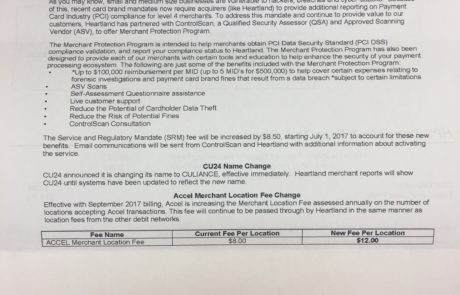 As you may know, small and medium size businesses are vulnerable to hackers, breaches and cyber
of this, recent card brand mandates now require acquirers (like Heartland) to provide additional reporting on Payment
Card Industry (PCI) compliance for level 4 merchants. To address this mandate and continue to provide value to our
customers, Heartland has partnered with ControlScan, a Qualified Security Assessor (QSA) and Approved Scanning
Vendor (ASV), to offer Merchant Protection Program.
The Merchant Protection Program is intended to help merchants obtain PCI Data Security Standard (PCI DSS)
compliance validation, and report your compliance status to Heartland. The Merchant Protection Program has also been
designed to provide each of our merchants with certain tools and education to help enhance the security of your payment
processing ecosystem. The following are just some of the benefits included with the Merchant Protection Program:
• *Up to $100,000 reimbursement per MID (up to 5 MID's for $500,000) to help cover certain expenses relating to
forensic investigations and payment card brand fines that result from a data breach *subject to certain limitations
• ASV Scans
• Self-Assessment Questionnaire assistance
• Live customer support
• Reduce the Potential of Cardholder Data Theft
• Reduce the Risk of Potential Fines
• ControlScan Consultation
The Service and Regulatory Mandate (SRM) fee will be increased by $8.50, starting July 1, 2017 to account for these new
benefits. Email communications will be sent from ControlScan and Heartland with additional information about activating
the service.
CU24 Name Change
CU24 announced it is changing its name to CULIANCE, effective immediately. Heartland merchant reports will show
CU24 until systems have been updated to reflect the new name.
Accel Merchant Location Fee Change
Effective with September 2017 billing, Accel is increasing the Merchant Location Fee assessed annually on the number of
locations accepting Accel transactions. This fee will continue to be passed through by Heartland in the same manner as
location fees from the other debit networks.
Fee Name Current Fee Per Location New Fee Per Location
ACCEL Merchant Location Fee $8.00 $12.00